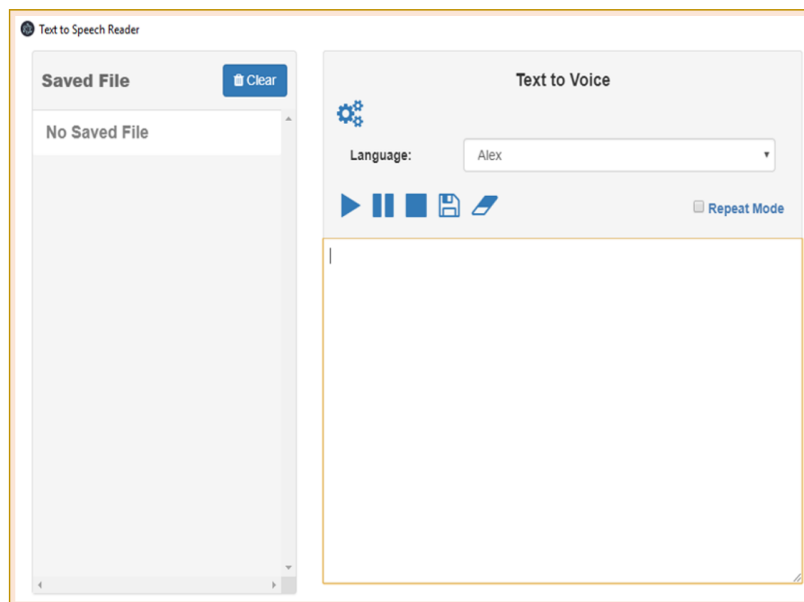 Text to Speech Reader
Saved File
Clear
No Saved File
Text to Voice
Language:
Alex
Repeat Mode